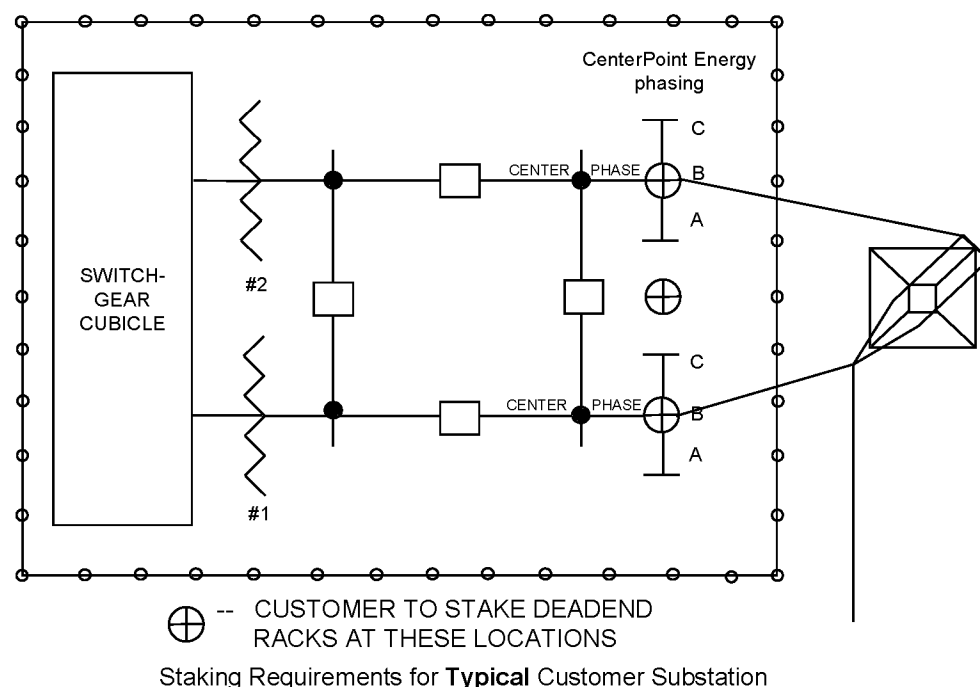 CenterPoint Energy
phasing
C
CENTER PHASE B
A
#2
SWITCH-
GEAR
CUBICLE
C
CENTER PHASE B
A
#1
-- CUSTOMER TO STAKE DEADEND
RACKS AT THESE LOCATIONS
Staking Requirements for Typical Customer Substation